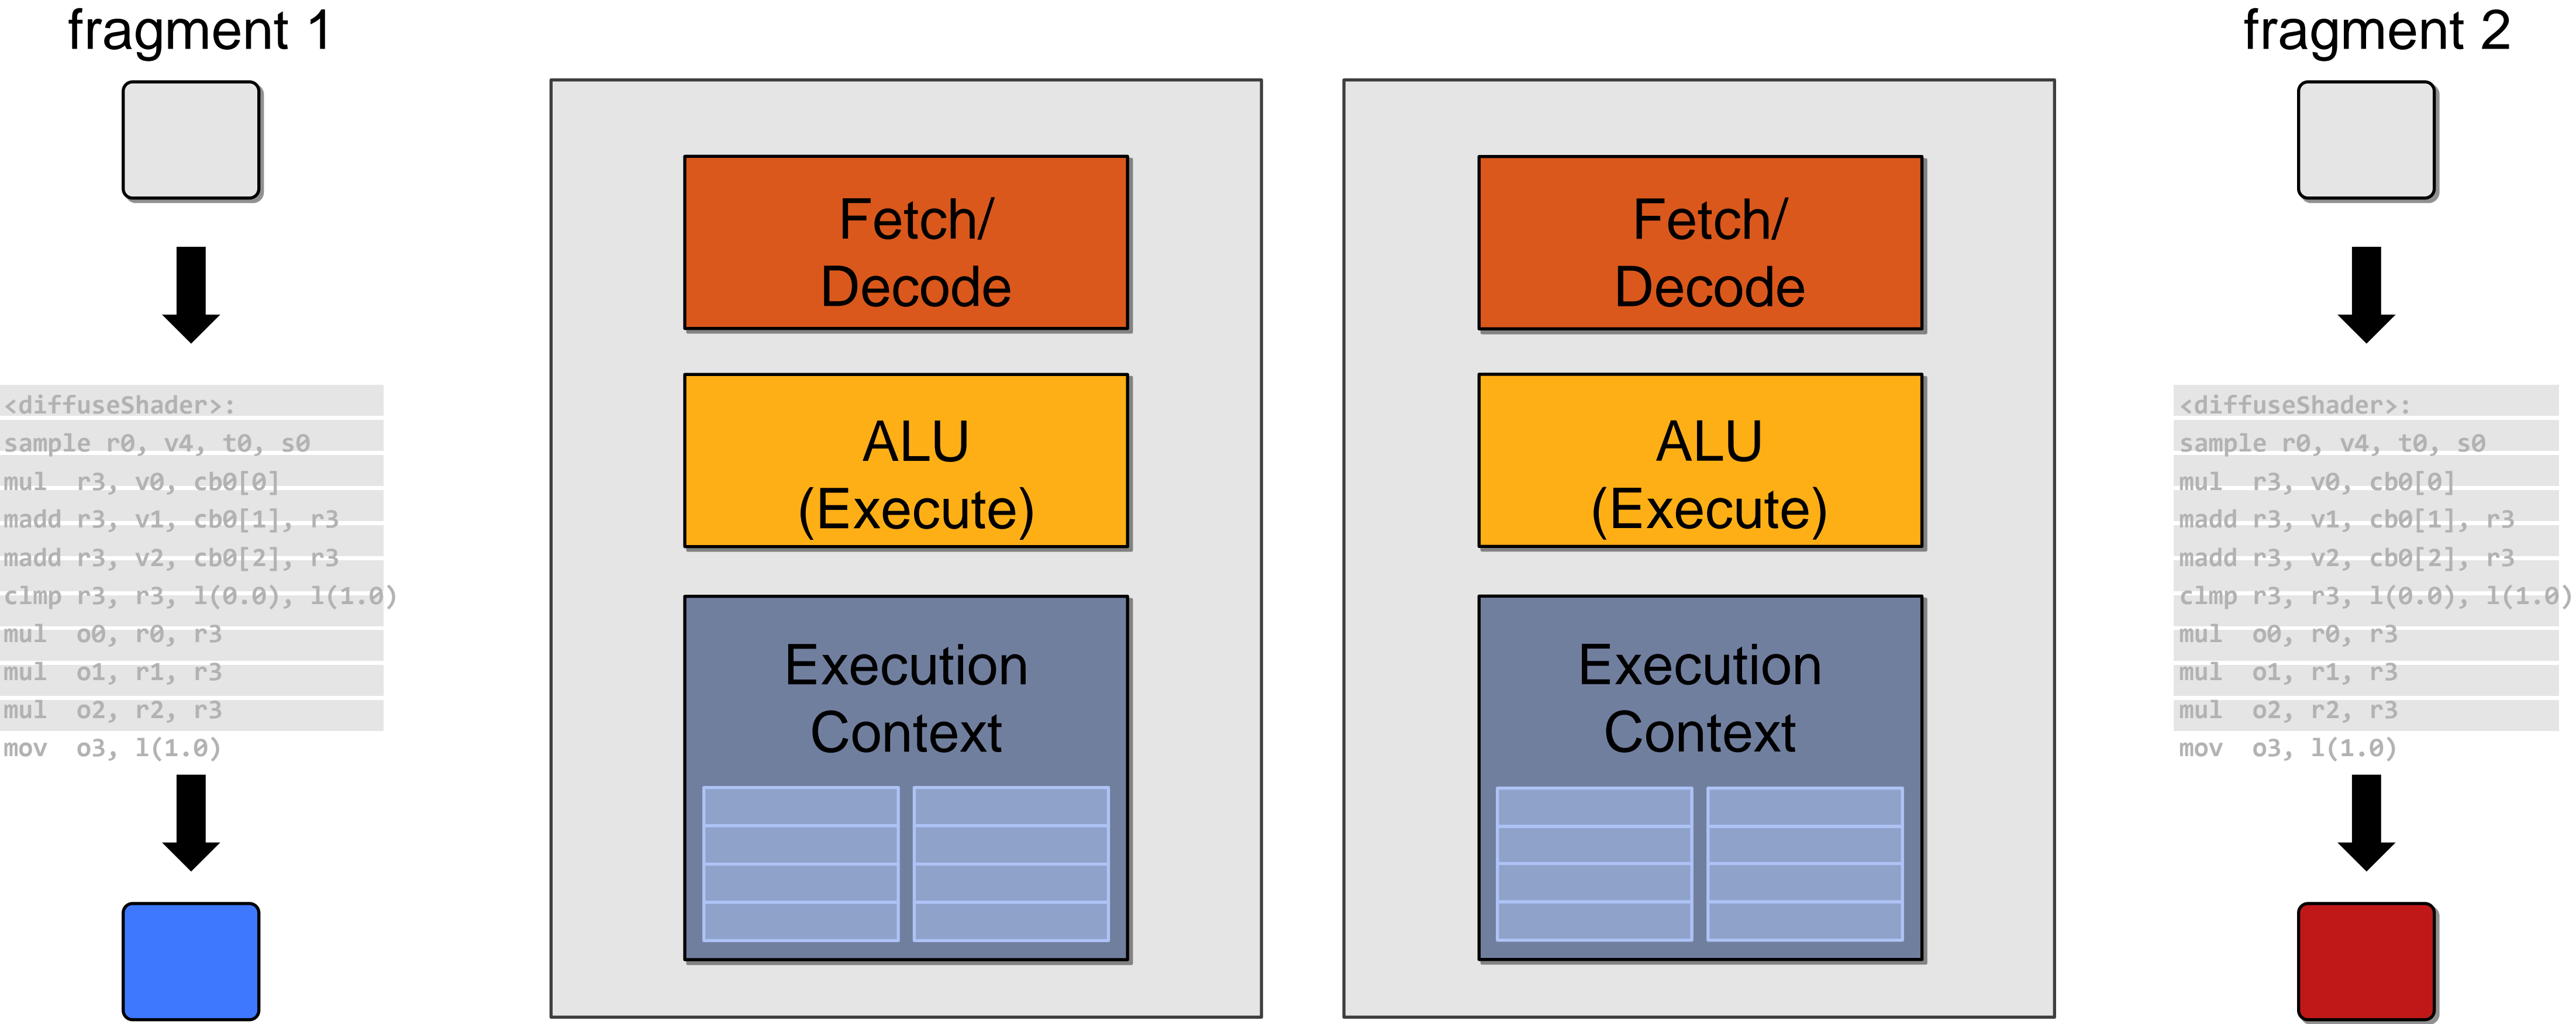 fragment 1
<diffuseShader>:
sample r0, v4, t0, s0
mul  r3, v0, cb0[0]
madd r3, v1, cb0[1], r3
madd r3, v2, cb0[2], r3
clmp r3, r3, l(0.0), l(1.0)
mul  o0, r0, r3
mul  o1, r1, r3
mul  o2, r2, r3
mov  o3, l(1.0)
Fetch/
Decode
ALU
(Execute)
Execution
Context
Fetch/
Decode
ALU
(Execute)
Execution
Context
fragment 2
<diffuseShader>:
sample r0, v4, t0, s0
mul  r3, v0, cb0[0]
madd r3, v1, cb0[1], r3
madd r3, v2, cb0[2], r3
clmp r3, r3, l(0.0), l(1.0)
mul  o0, r0, r3
mul  o1, r1, r3
mul  o2, r2, r3
mov  o3, l(1.0)